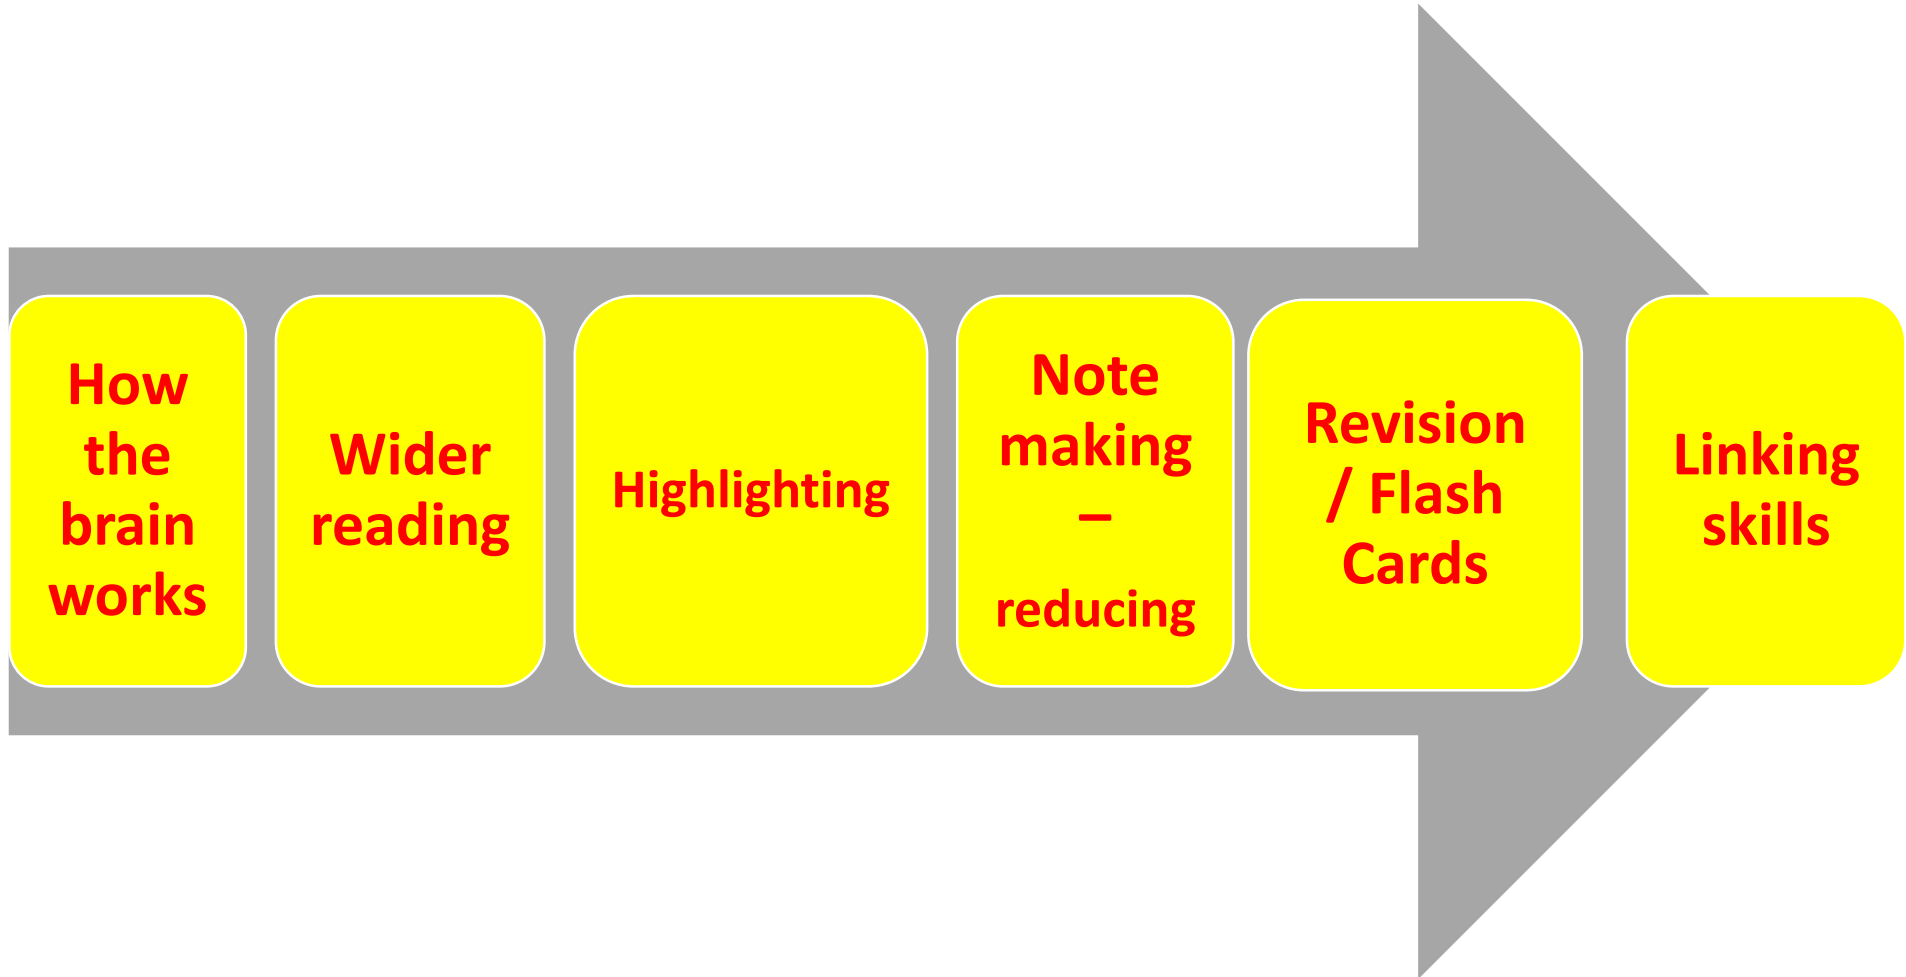 How
the
brain
works
Wider
reading
Highlighting
Note
making
–
reducing
Revision
/ Flash
Cards
Linking
skills